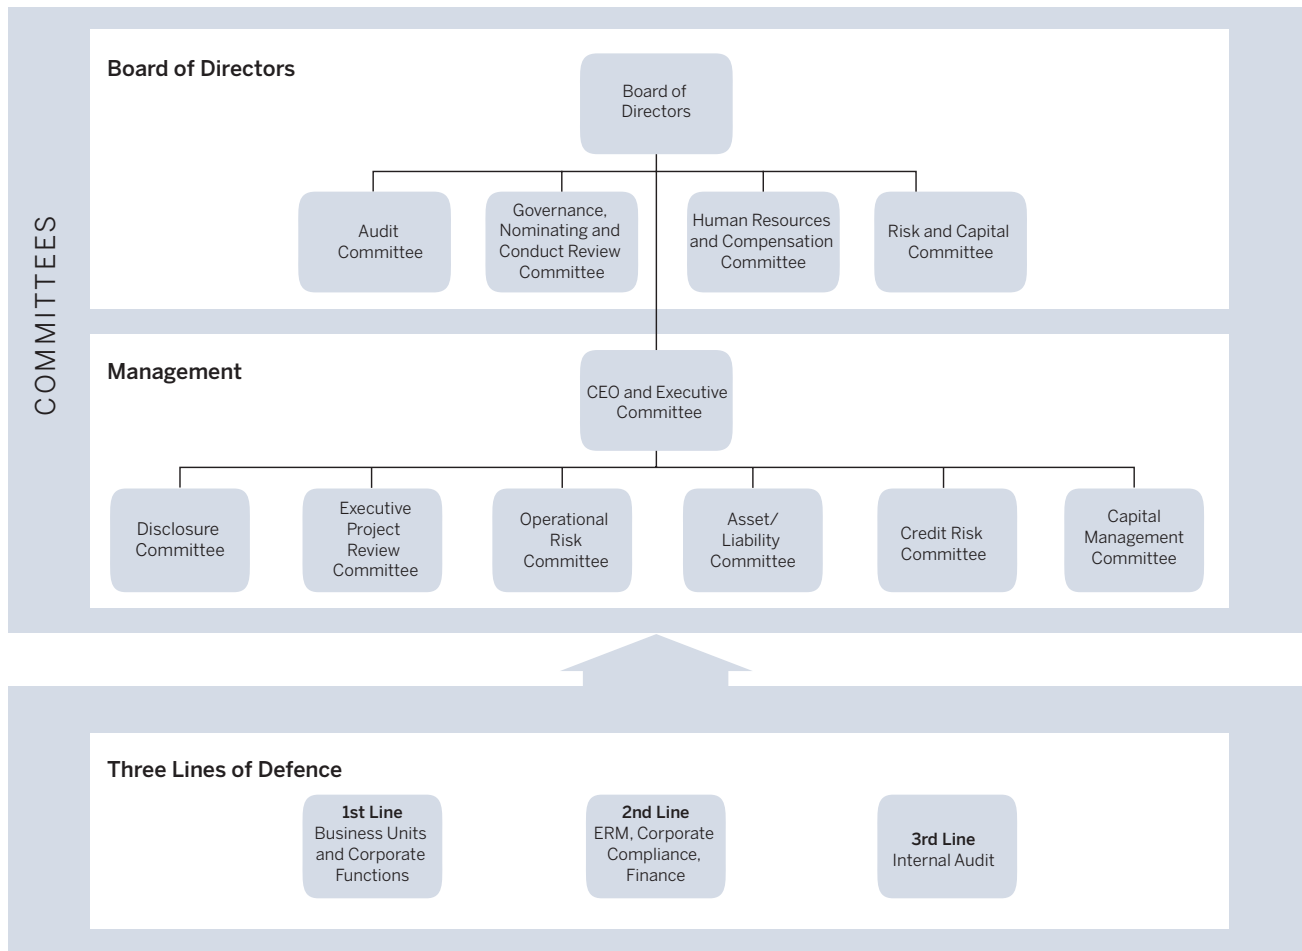 COMMITTEES
Board of Directors
Board of
Directors
Audit
Committee
Governance,
Nominating and
Conduct Review
Committee
Human Resources
and Compensation
Committee
Risk and Capital
Committee
Management
CEO and Executive
Committee
Disclosure
Committee
Executive
Project
Review
Committee
Operational
Risk
Committee
Asset/
Liability
Committee
Credit Risk
Committee
Capital
Management
Committee
Three Lines of Defence
1st Line
Business Units
and Corporate
Functions
2nd Line
ERM, Corporate
Compliance,
Finance
3rd Line
Internal Audit